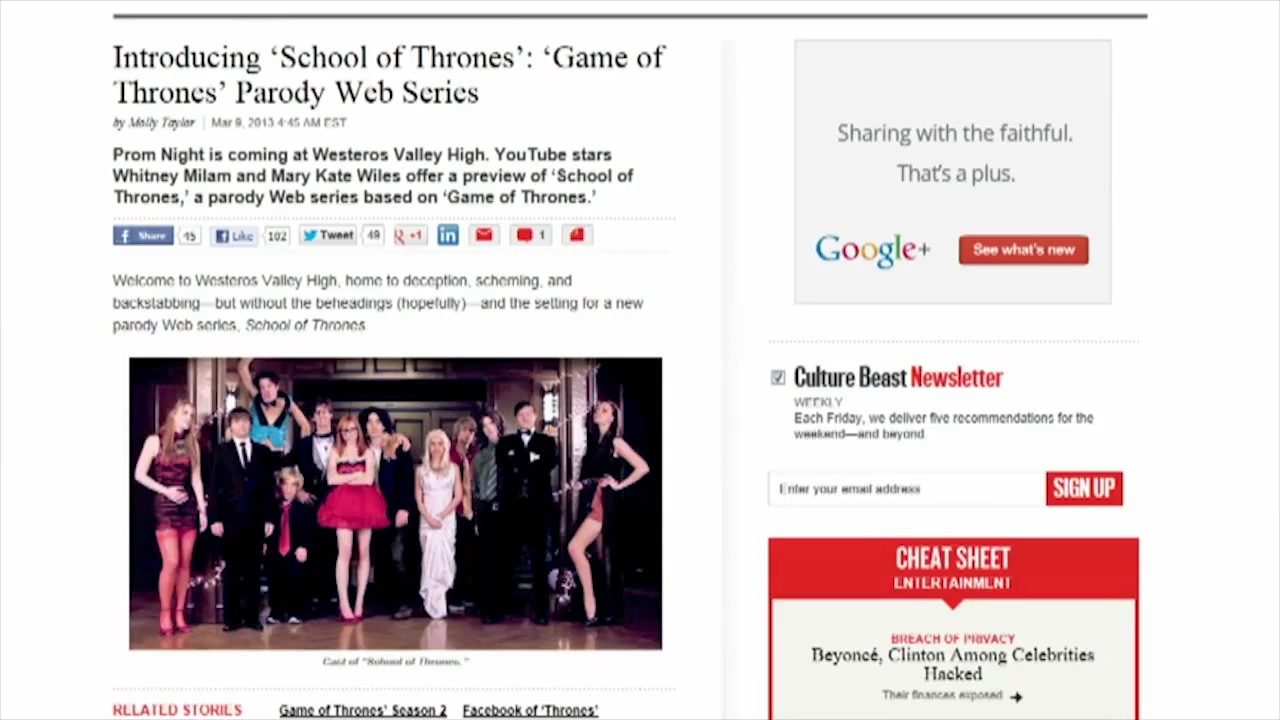 Introducing ‘School of Thrones’: ‘Game of
Thrones’ Parody Web Series
by Molly Taylor | Mar 9, 2013 4:45 AM EST
Prom Night is coming at Westeros Valley High. YouTube stars
Whitney Milam and Mary Kate Wiles offer a preview of ‘School of
Thrones,’ a parody Web series based on ‘Game of Thrones.’
Share 45 Like 102 Tweet 49 +1 in 1
Welcome to Westeros Valley High, home to deception, scheming, and
backstabbing—but without the beheadings (hopefully)—and the setting for a new
parody Web series, School of Thrones.
Cast of "School of Thrones."
RELATED STORIES Game of Thrones' Season 2 Facebook of 'Thrones'
Sharing with the faithful.
That’s a plus.
Google+ See what's new
Culture Beast Newsletter
WEEKLY
Each Friday, we deliver five recommendations for the
weekend—and beyond
Enter your email address SIGN UP
CHEAT SHEET
ENTERTAINMENT
BREACH OF PRIVACY
Beyoncé, Clinton Among Celebrities
Hacked
Their finances exposed